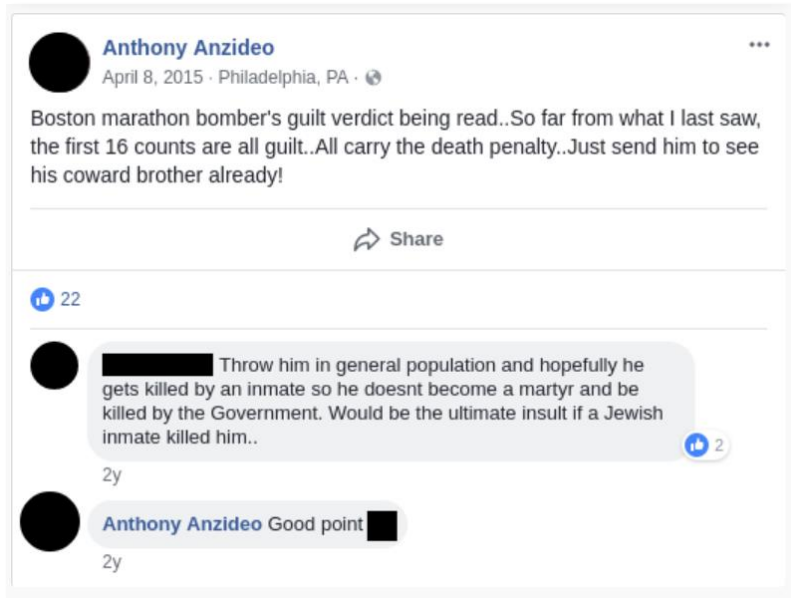 Anthony Anzideo
April 8, 2015 · Philadelphia, PA ·
Boston marathon bomber's guilt verdict being read..So far from what I last saw,
the first 16 counts are all guilt..All carry the death penalty..Just send him to see
his coward brother already!
Share
22
Throw him in general population and hopefully he
gets killed by an inmate so he doesnt become a martyr and be
killed by the Government. Would be the ultimate insult if a Jewish
inmate killed him..
2
2y
Anthony Anzideo Good point
2y